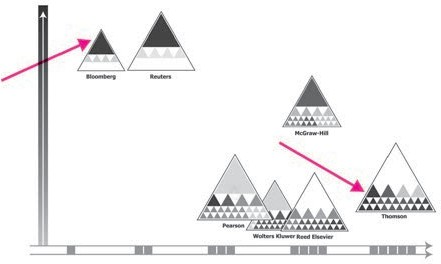 Bloomberg
Reuters
McGraw-Hill
Pearson
Thomson
Wolters Kluwer
Reed Elsevier